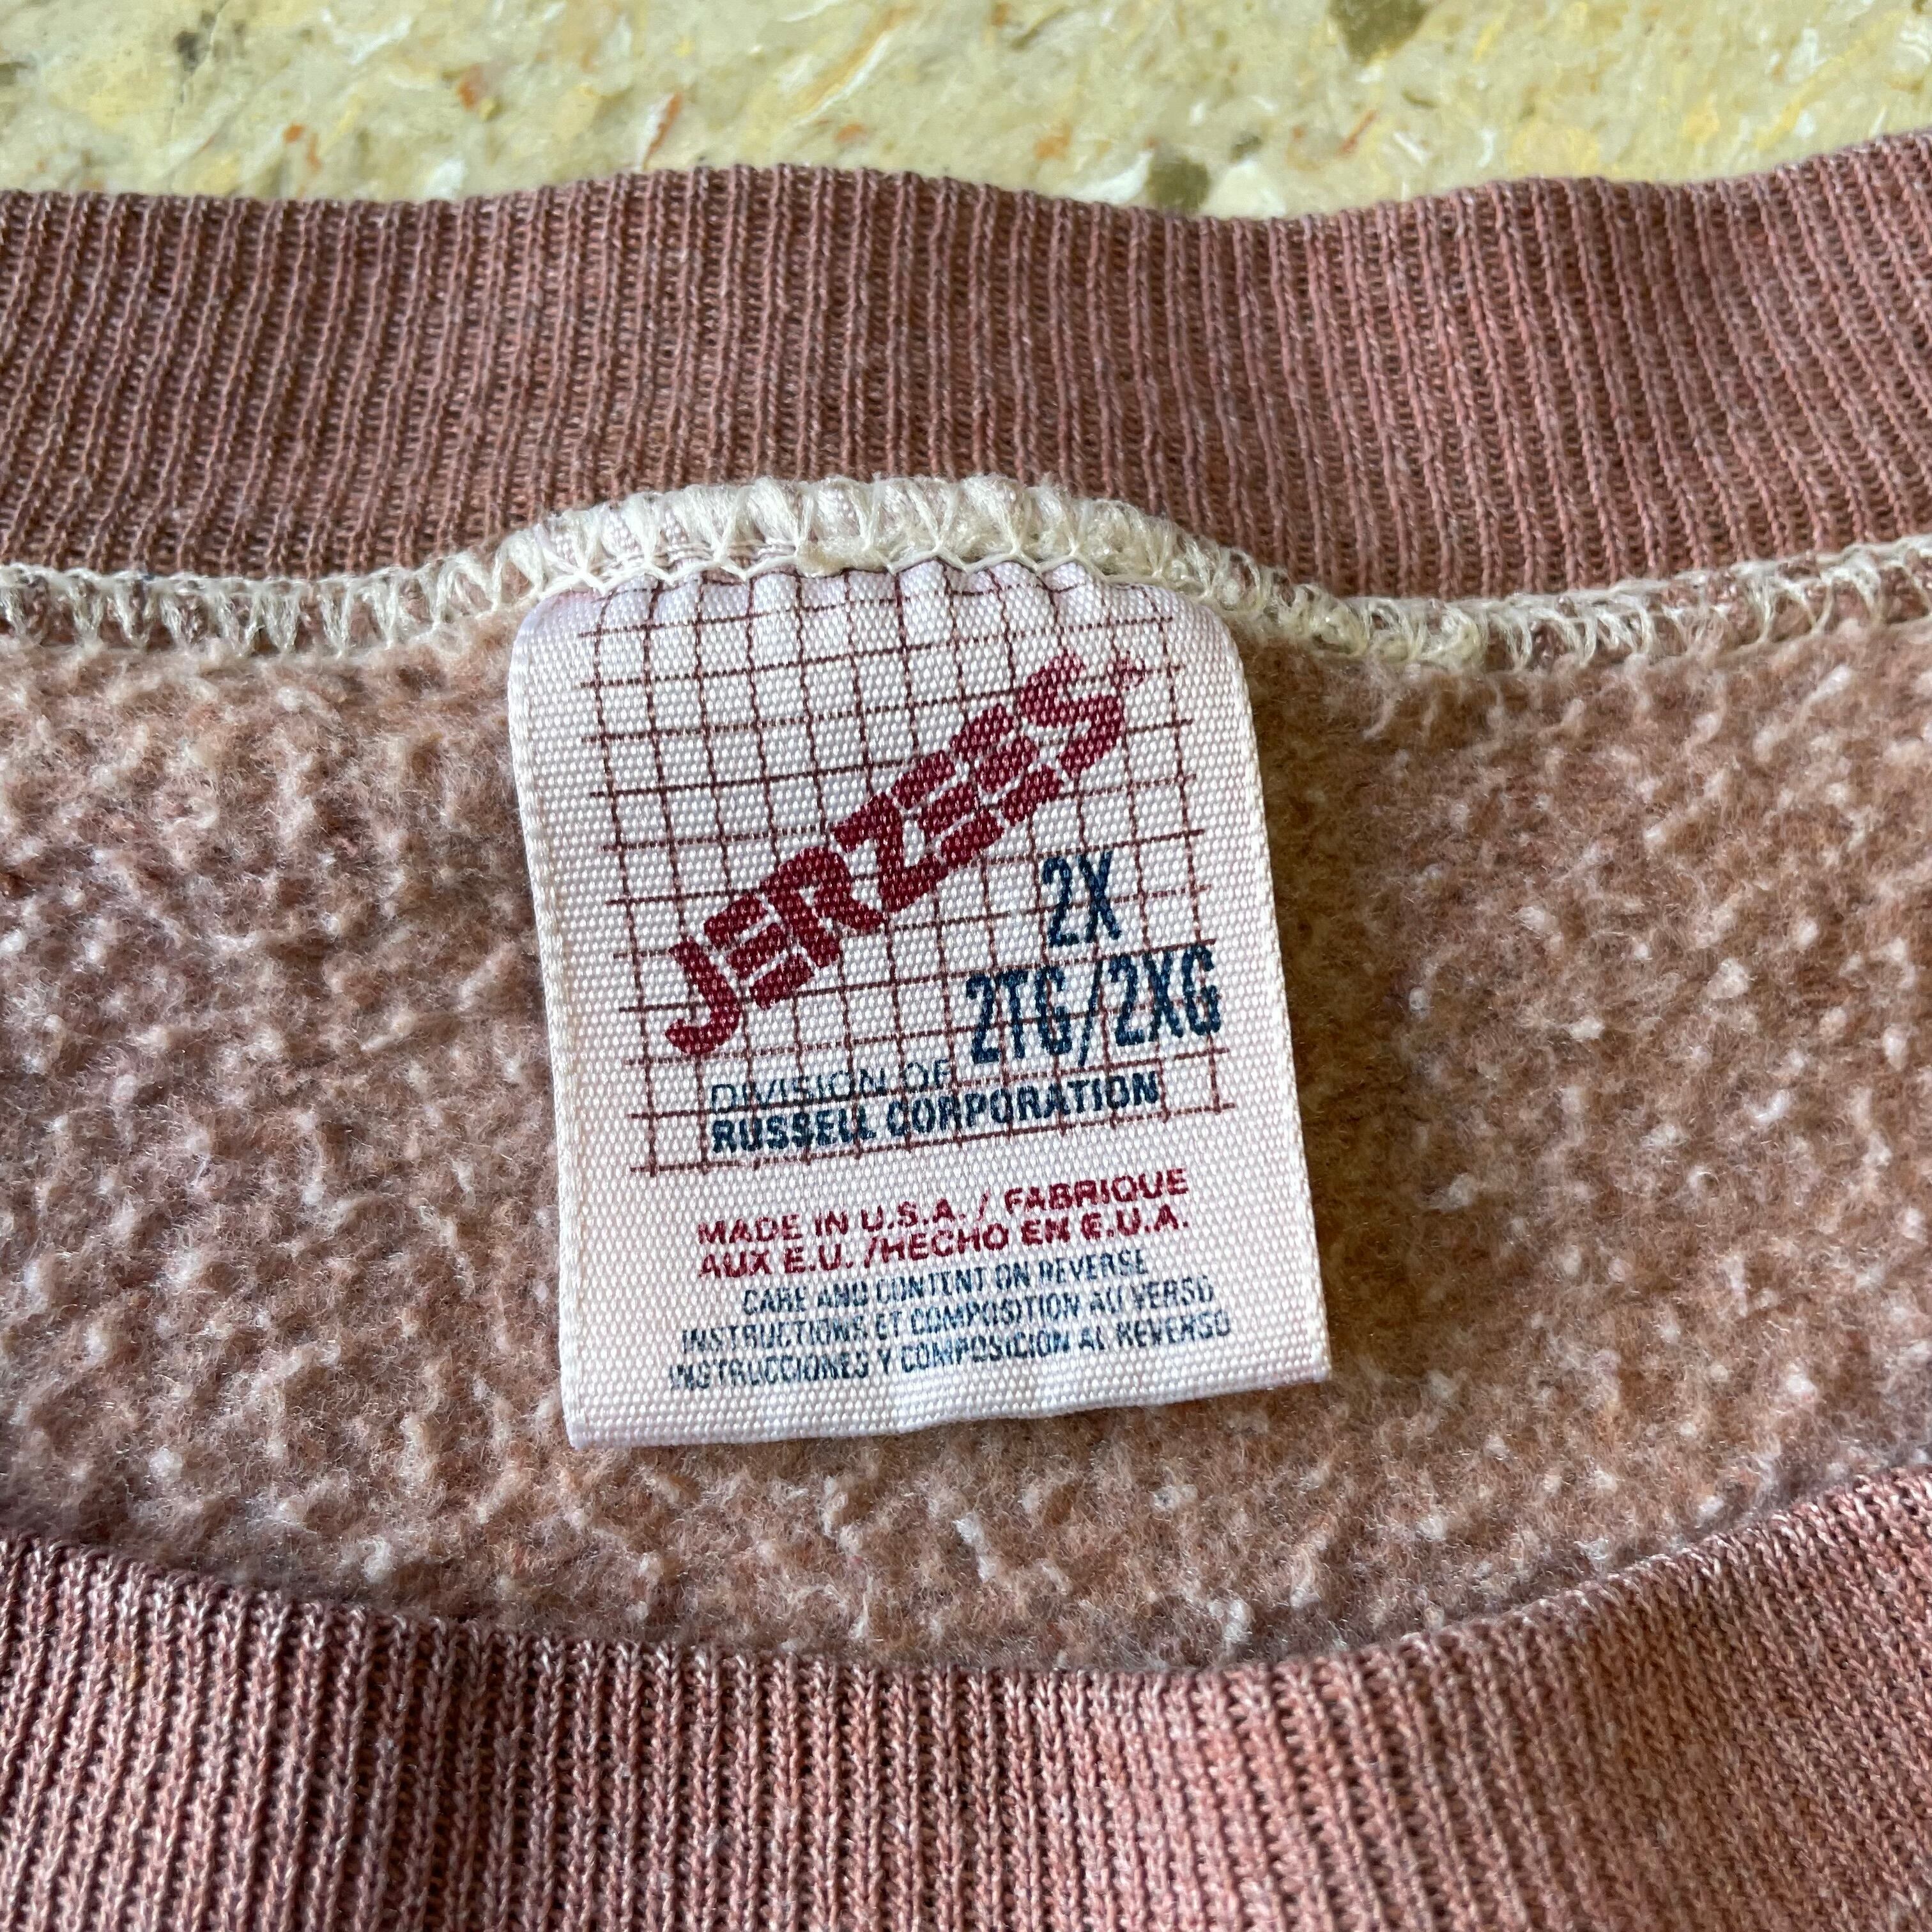 JERZEES
2X
2TG/2XG
DIVISION OF
RUSSELL CORPORATION
MADE IN U.S.A. / FABRIQUE
AUX E.U. /HECHO EN E.U.A.
CARE AND CONTENT ON REVERSE
INSTRUCTIONS ET COMPOSITION AU VERSO
INSTRUCCIONES Y COMPOSICION AL REVERSO